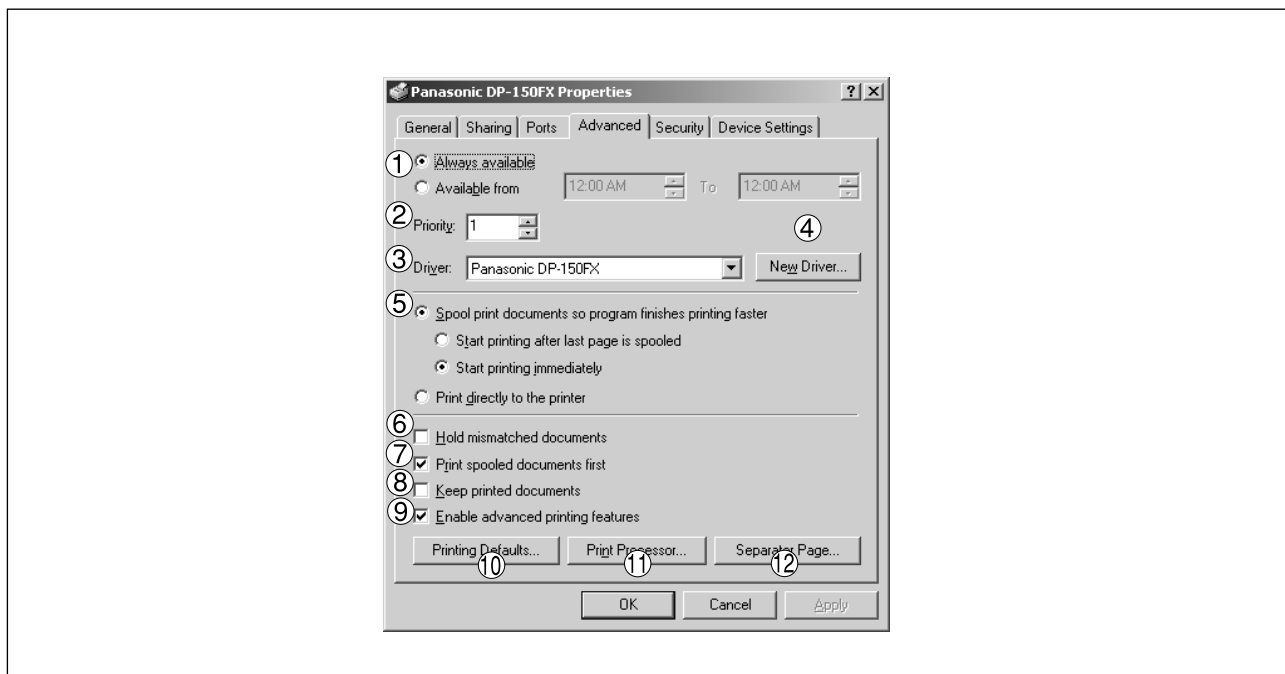 Panasonic DP-150FX Properties
General Sharing Ports Advanced Security Device Settings
① Always available
Available from 12:00 AM To 12:00 AM
② Priority: 1
④
③ Driver: Panasonic DP-150FX New Driver...
⑤ Spool print documents so program finishes printing faster
Start printing after last page is spooled
Start printing immediately
Print directly to the printer
⑥ Hold mismatched documents
⑦ Print spooled documents first
⑧ Keep printed documents
⑨ Enable advanced printing features
Printing Defaults... Print Processor... Separator Page...
⑩ ⑪ ⑫
OK Cancel Apply